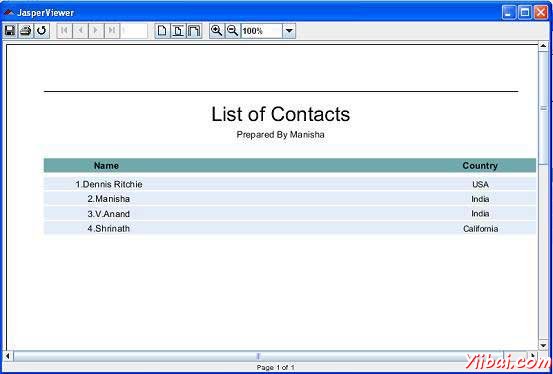 JasperViewer
100%
List of Contacts
Prepared By Manisha
Name Country
1.Dennis Ritchie USA
2.Manisha India
3.V.Anand India
4.Shrinath California
Page 1 of 1
Yiibai.com